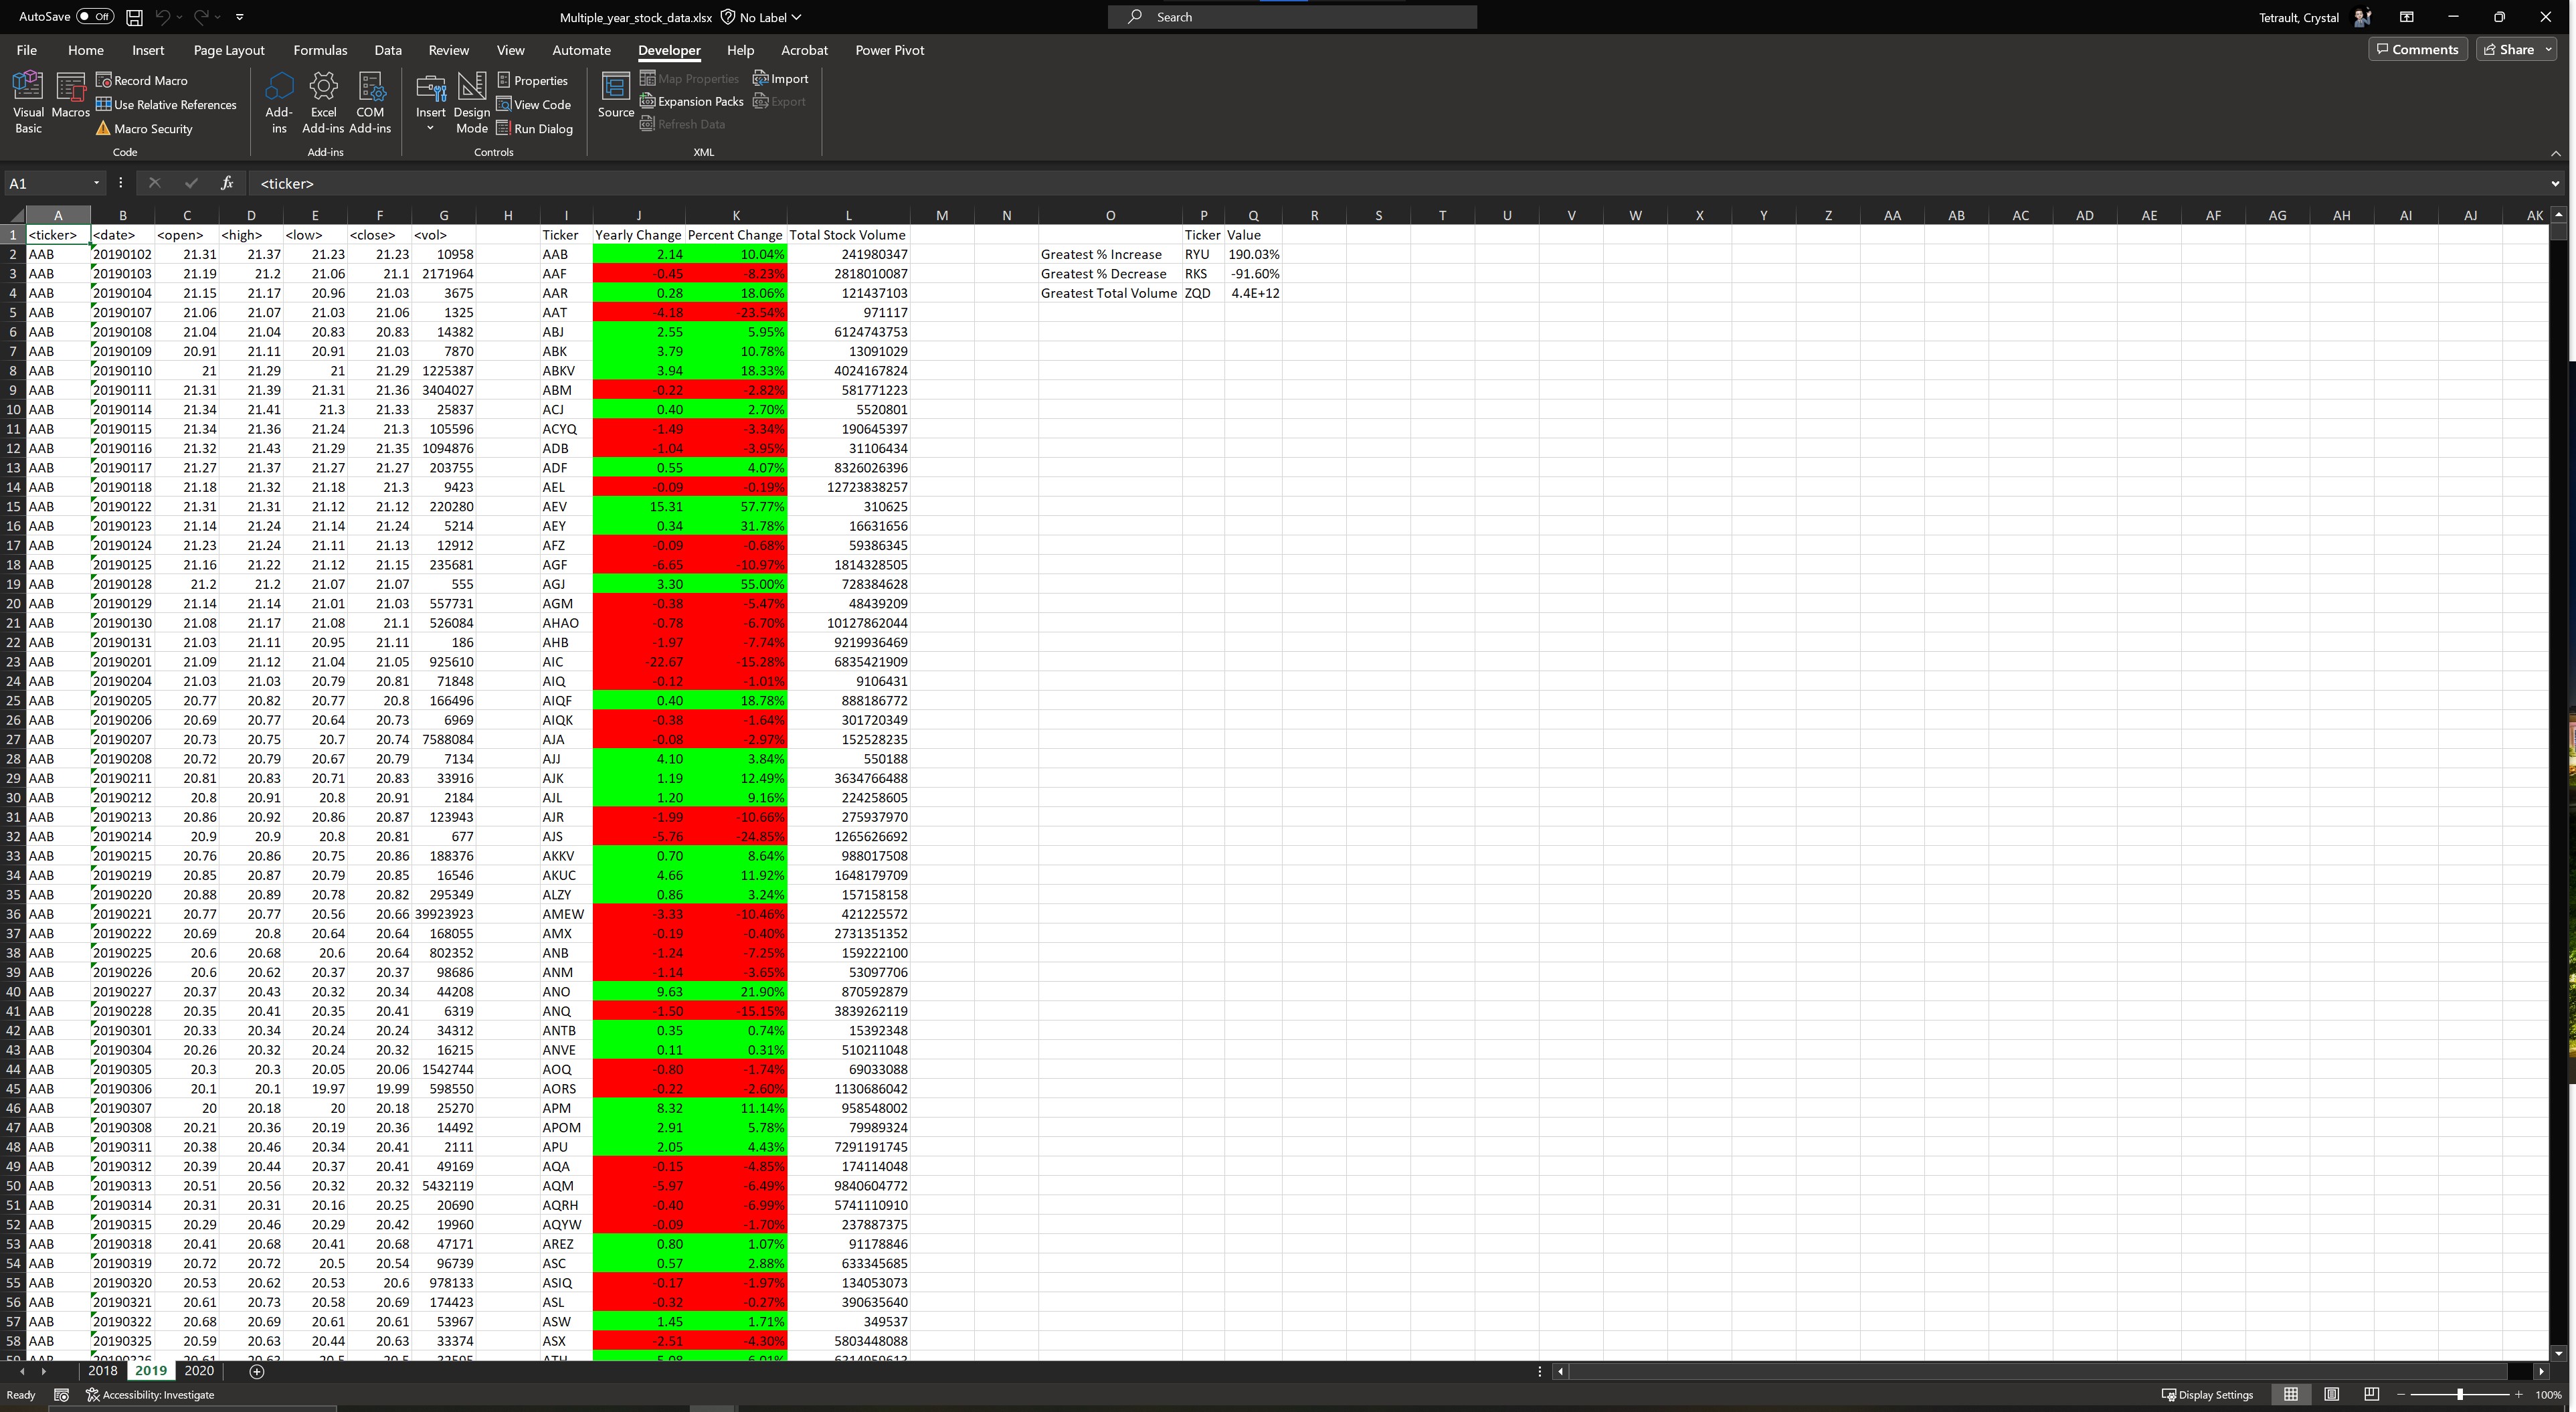 AutoSave Off Multiple_year_stock_data.xlsx No Label Search Tetrault, Crystal
File Home Insert Page Layout Formulas Data Review View Automate Developer Help Acrobat Power Pivot Comments Share
Visual Basic Macros Record Macro Use Relative References Macro Security
Add-ins Excel Add-ins COM Add-ins
Insert Design Mode Properties View Code Run Dialog
Source Map Properties Expansion Packs Refresh Data Import Export
Code Add-ins Controls XML
A1 fx <ticker>
A B C D E F G H I J K L M N O P Q R S T U V W X Y Z AA AB AC AD AE AF AG AH AI AJ AK
1 <ticker> <date> <open> <high> <low> <close> <vol> Ticker Yearly Change Percent Change Total Stock Volume Ticker Value
2 AAB 20190102 21.31 21.37 21.23 21.23 10958 AAB 2.14 10.04% 241980347 Greatest % Increase RYU 190.03%
3 AAB 20190103 21.19 21.2 21.06 21.1 2171964 AAF -0.45 -8.23% 2818010087 Greatest % Decrease RKS -91.60%
4 AAB 20190104 21.15 21.17 20.96 21.03 3675 AAR 0.28 18.06% 121437103 Greatest Total Volume ZQD 4.4E+12
5 AAB 20190107 21.06 21.07 21.03 21.06 1325 AAT -4.18 -23.54% 971117
6 AAB 20190108 21.04 21.04 20.83 20.83 14382 ABJ 2.55 5.95% 6124743753
7 AAB 20190109 20.91 21.11 20.91 21.03 7870 ABK 3.79 10.78% 13091029
8 AAB 20190110 21 21.29 21 21.29 1225387 ABKV 3.94 18.33% 4024167824
9 AAB 20190111 21.31 21.39 21.31 21.36 3404027 ABM -0.22 -2.82% 581771223
10 AAB 20190114 21.34 21.41 21.3 21.33 25837 ACJ 0.40 2.70% 5520801
11 AAB 20190115 21.34 21.36 21.24 21.3 105596 ACYQ -1.49 -3.34% 190645397
12 AAB 20190116 21.32 21.43 21.29 21.35 1094876 ADB -1.04 -3.95% 31106434
13 AAB 20190117 21.27 21.37 21.27 21.27 203755 ADF 0.55 4.07% 8326026396
14 AAB 20190118 21.18 21.32 21.18 21.3 9423 AEL -0.09 -0.19% 12723838257
15 AAB 20190122 21.31 21.31 21.12 21.12 220280 AEV 15.31 57.77% 310625
16 AAB 20190123 21.14 21.24 21.14 21.24 5214 AEY 0.34 31.78% 16631656
17 AAB 20190124 21.23 21.24 21.11 21.13 12912 AFZ -0.09 -0.68% 59386345
18 AAB 20190125 21.16 21.22 21.12 21.15 235681 AGF -6.65 -10.97% 1814328505
19 AAB 20190128 21.2 21.2 21.07 21.07 555 AGJ 3.30 55.00% 728384628
20 AAB 20190129 21.14 21.14 21.01 21.03 557731 AGM -0.38 -5.47% 48439209
21 AAB 20190130 21.08 21.17 21.08 21.1 526084 AHAO -0.78 -6.70% 10127862044
22 AAB 20190131 21.03 21.11 20.95 21.11 186 AHB -1.97 -7.74% 9219936469
23 AAB 20190201 21.09 21.12 21.04 21.05 925610 AIC -22.67 -15.28% 6835421909
24 AAB 20190204 21.03 21.03 20.79 20.81 71848 AIQ -0.12 -1.01% 9106431
25 AAB 20190205 20.77 20.82 20.77 20.8 166496 AIQF 0.40 18.78% 888186772
26 AAB 20190206 20.69 20.77 20.64 20.73 6969 AIQK -0.38 -1.64% 301720349
27 AAB 20190207 20.73 20.75 20.7 20.74 7588084 AJA -0.08 -2.97% 152528235
28 AAB 20190208 20.72 20.79 20.67 20.79 7134 AJJ 4.10 3.84% 550188
29 AAB 20190211 20.81 20.83 20.71 20.83 33916 AJK 1.19 12.49% 3634766488
30 AAB 20190212 20.8 20.91 20.8 20.91 2184 AJL 1.20 9.16% 224258605
31 AAB 20190213 20.86 20.92 20.86 20.87 123943 AJR -1.99 -10.66% 275937970
32 AAB 20190214 20.9 20.9 20.8 20.81 677 AJS -5.76 -24.85% 1265626692
33 AAB 20190215 20.76 20.86 20.75 20.86 188376 AKKV 0.70 8.64% 988017508
34 AAB 20190219 20.85 20.87 20.79 20.85 16546 AKUC 4.66 11.92% 1648179709
35 AAB 20190220 20.88 20.89 20.78 20.82 295349 ALZY 0.86 3.24% 157158158
36 AAB 20190221 20.77 20.77 20.56 20.66 39923923 AMEW -3.33 -10.46% 421225572
37 AAB 20190222 20.69 20.8 20.64 20.64 168055 AMX -0.19 -0.40% 2731351352
38 AAB 20190225 20.6 20.68 20.6 20.64 802352 ANB -1.24 -7.25% 159222100
39 AAB 20190226 20.6 20.62 20.37 20.37 98686 ANM -1.14 -3.65% 53097706
40 AAB 20190227 20.37 20.43 20.32 20.34 44208 ANO 9.63 21.90% 870592879
41 AAB 20190228 20.35 20.41 20.35 20.41 6319 ANQ -1.50 -15.15% 3839262119
42 AAB 20190301 20.33 20.34 20.24 20.24 34312 ANTB 0.35 0.74% 15392348
43 AAB 20190304 20.26 20.32 20.24 20.32 16215 ANVE 0.11 0.31% 510211048
44 AAB 20190305 20.3 20.3 20.05 20.06 1542744 AOQ -0.80 -1.74% 69033088
45 AAB 20190306 20.1 20.1 19.97 19.99 598550 AORS -0.22 -2.60% 1130686042
46 AAB 20190307 20 20.18 20 20.18 25270 APM 8.32 11.14% 958548002
47 AAB 20190308 20.21 20.36 20.19 20.36 14492 APOM 2.91 5.78% 79989324
48 AAB 20190311 20.38 20.46 20.34 20.41 2111 APU 2.05 4.43% 7291191745
49 AAB 20190312 20.39 20.44 20.37 20.41 49169 AQA -0.15 -4.85% 174114048
50 AAB 20190313 20.51 20.56 20.32 20.32 5432119 AQM -5.97 -6.49% 9840604772
51 AAB 20190314 20.31 20.31 20.16 20.25 20690 AQRH -0.40 -6.99% 5741110910
52 AAB 20190315 20.29 20.46 20.29 20.42 19960 AQYW -0.09 -1.70% 237887375
53 AAB 20190318 20.41 20.68 20.41 20.68 47171 AREZ 0.80 1.07% 91178846
54 AAB 20190319 20.72 20.72 20.5 20.54 96739 ASC 0.57 2.88% 633345685
55 AAB 20190320 20.53 20.62 20.53 20.6 978133 ASIQ -0.17 -1.97% 134053073
56 AAB 20190321 20.61 20.73 20.58 20.69 174423 ASL -0.32 -0.27% 390635640
57 AAB 20190322 20.68 20.69 20.61 20.61 53967 ASW 1.45 1.71% 349537
58 AAB 20190325 20.59 20.63 20.44 20.63 33374 ASX -2.51 -4.30% 5803448088
2018 2019 2020
Ready Accessibility: Investigate Display Settings 100%